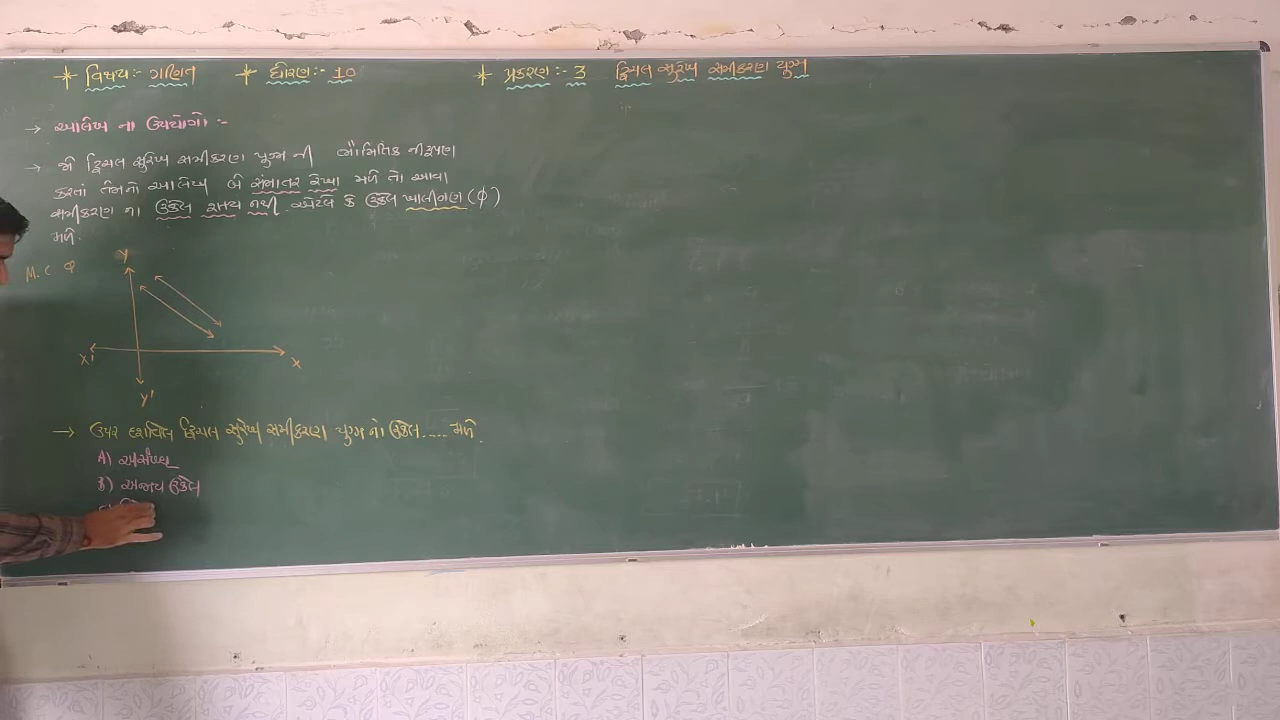 * વિષય:- ગણિત * ધોરણ:- 10 * પ્રકરણ:- 3 દ્વિચલ સુરેખ સમીકરણ યુગ્મ
→ આલેખ ના ઉપયોગો :-
→ જો દ્વિચલ સુરેખ સમીકરણ યુગ્મ ની ભૌમિતિક નીરૂપણ
કરતાં તેમનો આલેખ બે સમાંતર રેખા મળે તો આવા
સમીકરણ ના ઉકેલ શક્ય નથી. એટલે કે ઉકેલ ખાલીગણ (ϕ)
મળે.
M. C Q
Y
X' X
Y'
→ ઉપર દર્શાવેલ દ્વિચલ સુરેખ સમીકરણ યુગ્મ નો ઉકેલ ..... મળે.
A) અસંખ્ય
B) અનન્ય ઉકેલ